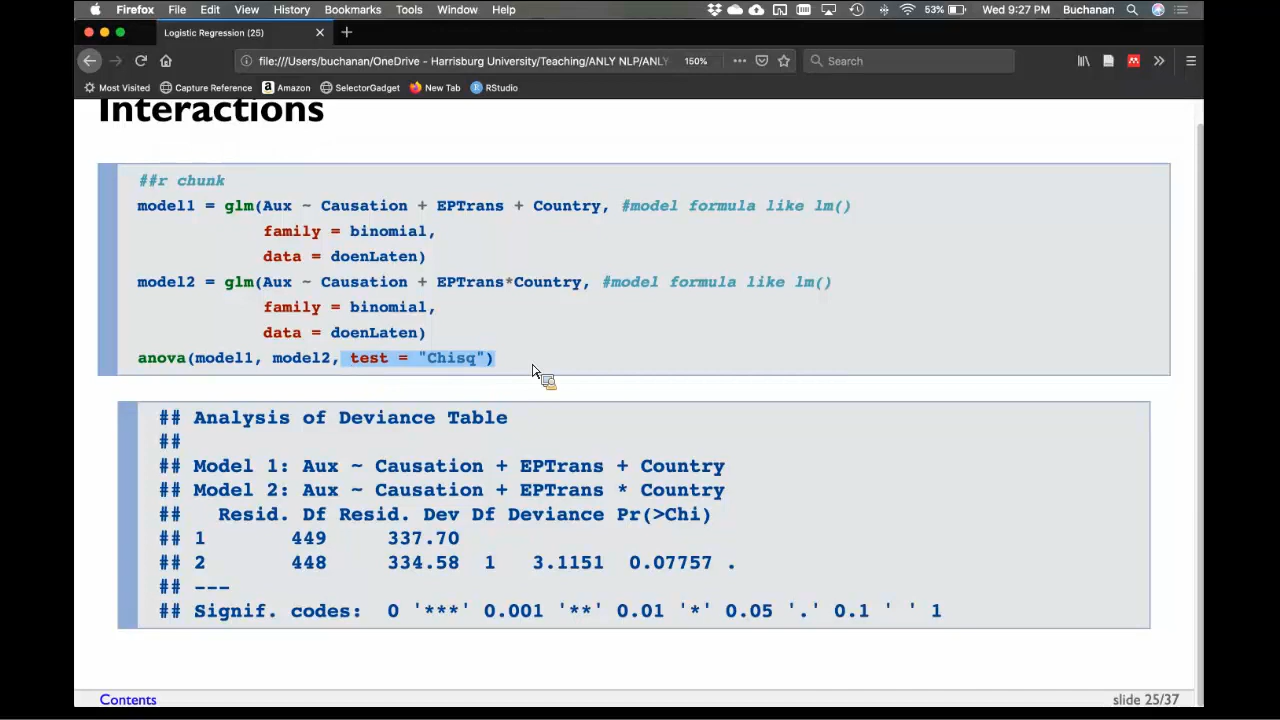 Firefox File Edit View History Bookmarks Tools Window Help 53% Wed 9:27 PM Buchanan
Logistic Regression (25)
file:///Users/buchanan/OneDrive - Harrisburg University/Teaching/ANLY NLP/ANLY 150% Search
Most Visited Capture Reference Amazon SelectorGadget New Tab RStudio
Interactions
##r chunk
model1 = glm(Aux ~ Causation + EPTrans + Country, #model formula like lm()
family = binomial,
data = doenLaten)
model2 = glm(Aux ~ Causation + EPTrans*Country, #model formula like lm()
family = binomial,
data = doenLaten)
anova(model1, model2, test = "Chisq")
## Analysis of Deviance Table
##
## Model 1: Aux ~ Causation + EPTrans + Country
## Model 2: Aux ~ Causation + EPTrans * Country
## Resid. Df Resid. Dev Df Deviance Pr(>Chi)
## 1 449 337.70
## 2 448 334.58 1 3.1151 0.07757 .
## ---
## Signif. codes: 0 '***' 0.001 '**' 0.01 '*' 0.05 '.' 0.1 ' ' 1
Contents slide 25/37